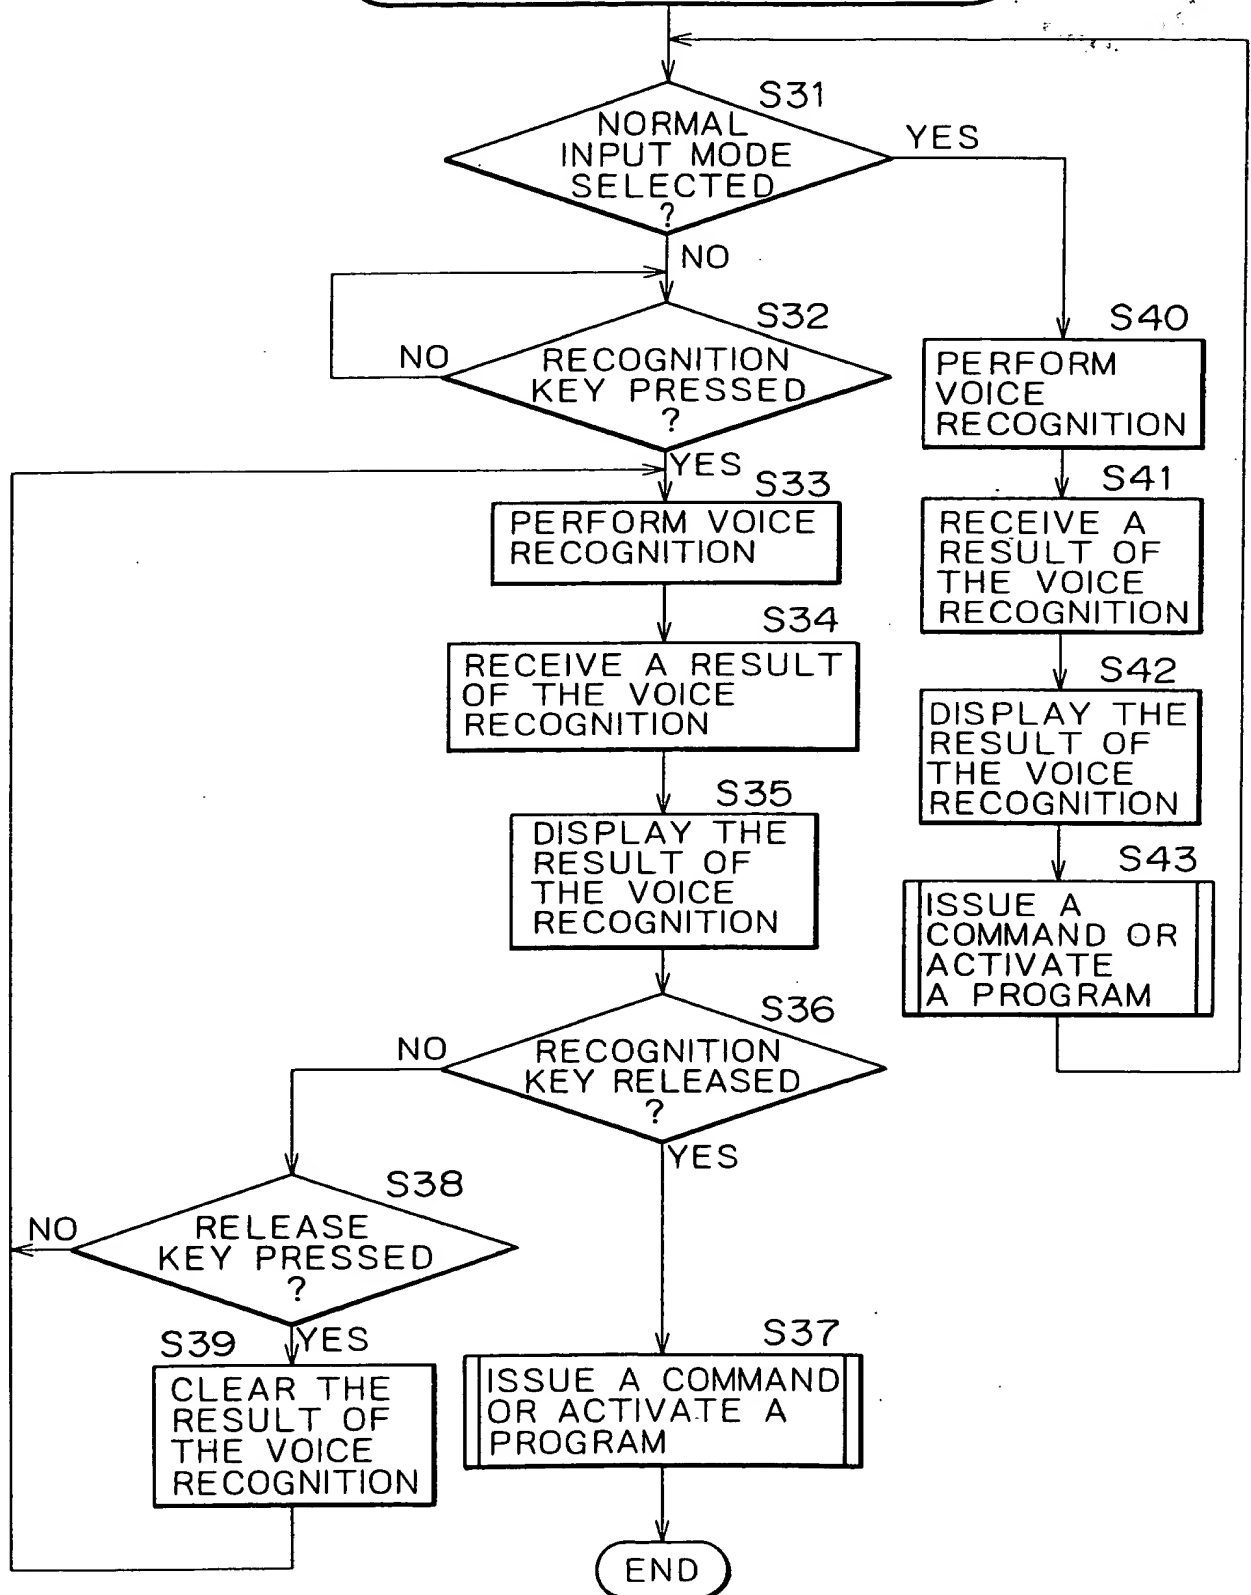 S31
NORMAL
INPUT MODE
SELECTED
?
YES
NO
S32
RECOGNITION
KEY PRESSED
?
NO
YES
S33
PERFORM VOICE
RECOGNITION
S34
RECEIVE A RESULT
OF THE VOICE
RECOGNITION
S35
DISPLAY THE
RESULT OF
THE VOICE
RECOGNITION
S36
RECOGNITION
KEY RELEASED
?
NO
YES
S38
RELEASE
KEY PRESSED
?
NO
YES
S39
CLEAR THE
RESULT OF
THE VOICE
RECOGNITION
S37
ISSUE A COMMAND
OR ACTIVATE A
PROGRAM
END
S40
PERFORM
VOICE
RECOGNITION
S41
RECEIVE A
RESULT OF
THE VOICE
RECOGNITION
S42
DISPLAY THE
RESULT OF
THE VOICE
RECOGNITION
S43
ISSUE A
COMMAND OR
ACTIVATE
A PROGRAM